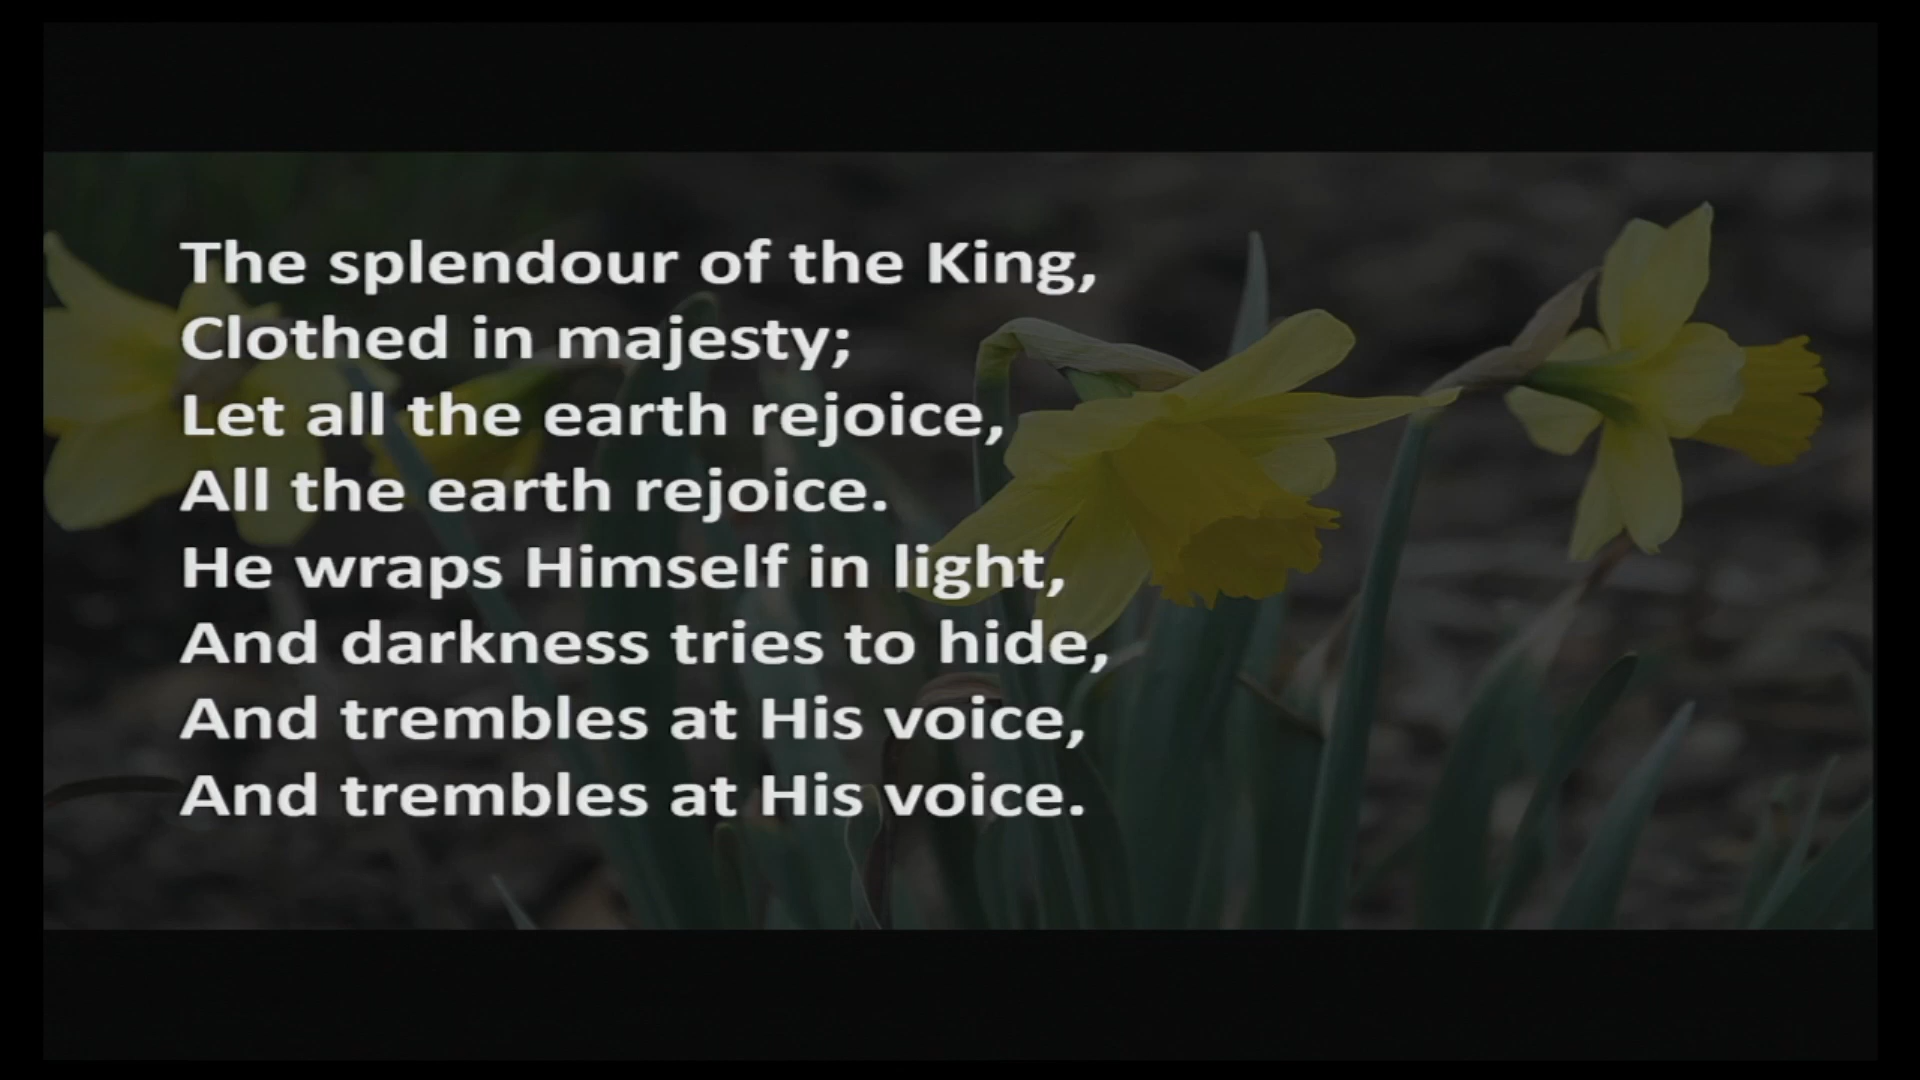 The splendour of the King,
Clothed in majesty;
Let all the earth rejoice,
All the earth rejoice.
He wraps Himself in light,
And darkness tries to hide,
And trembles at His voice,
And trembles at His voice.